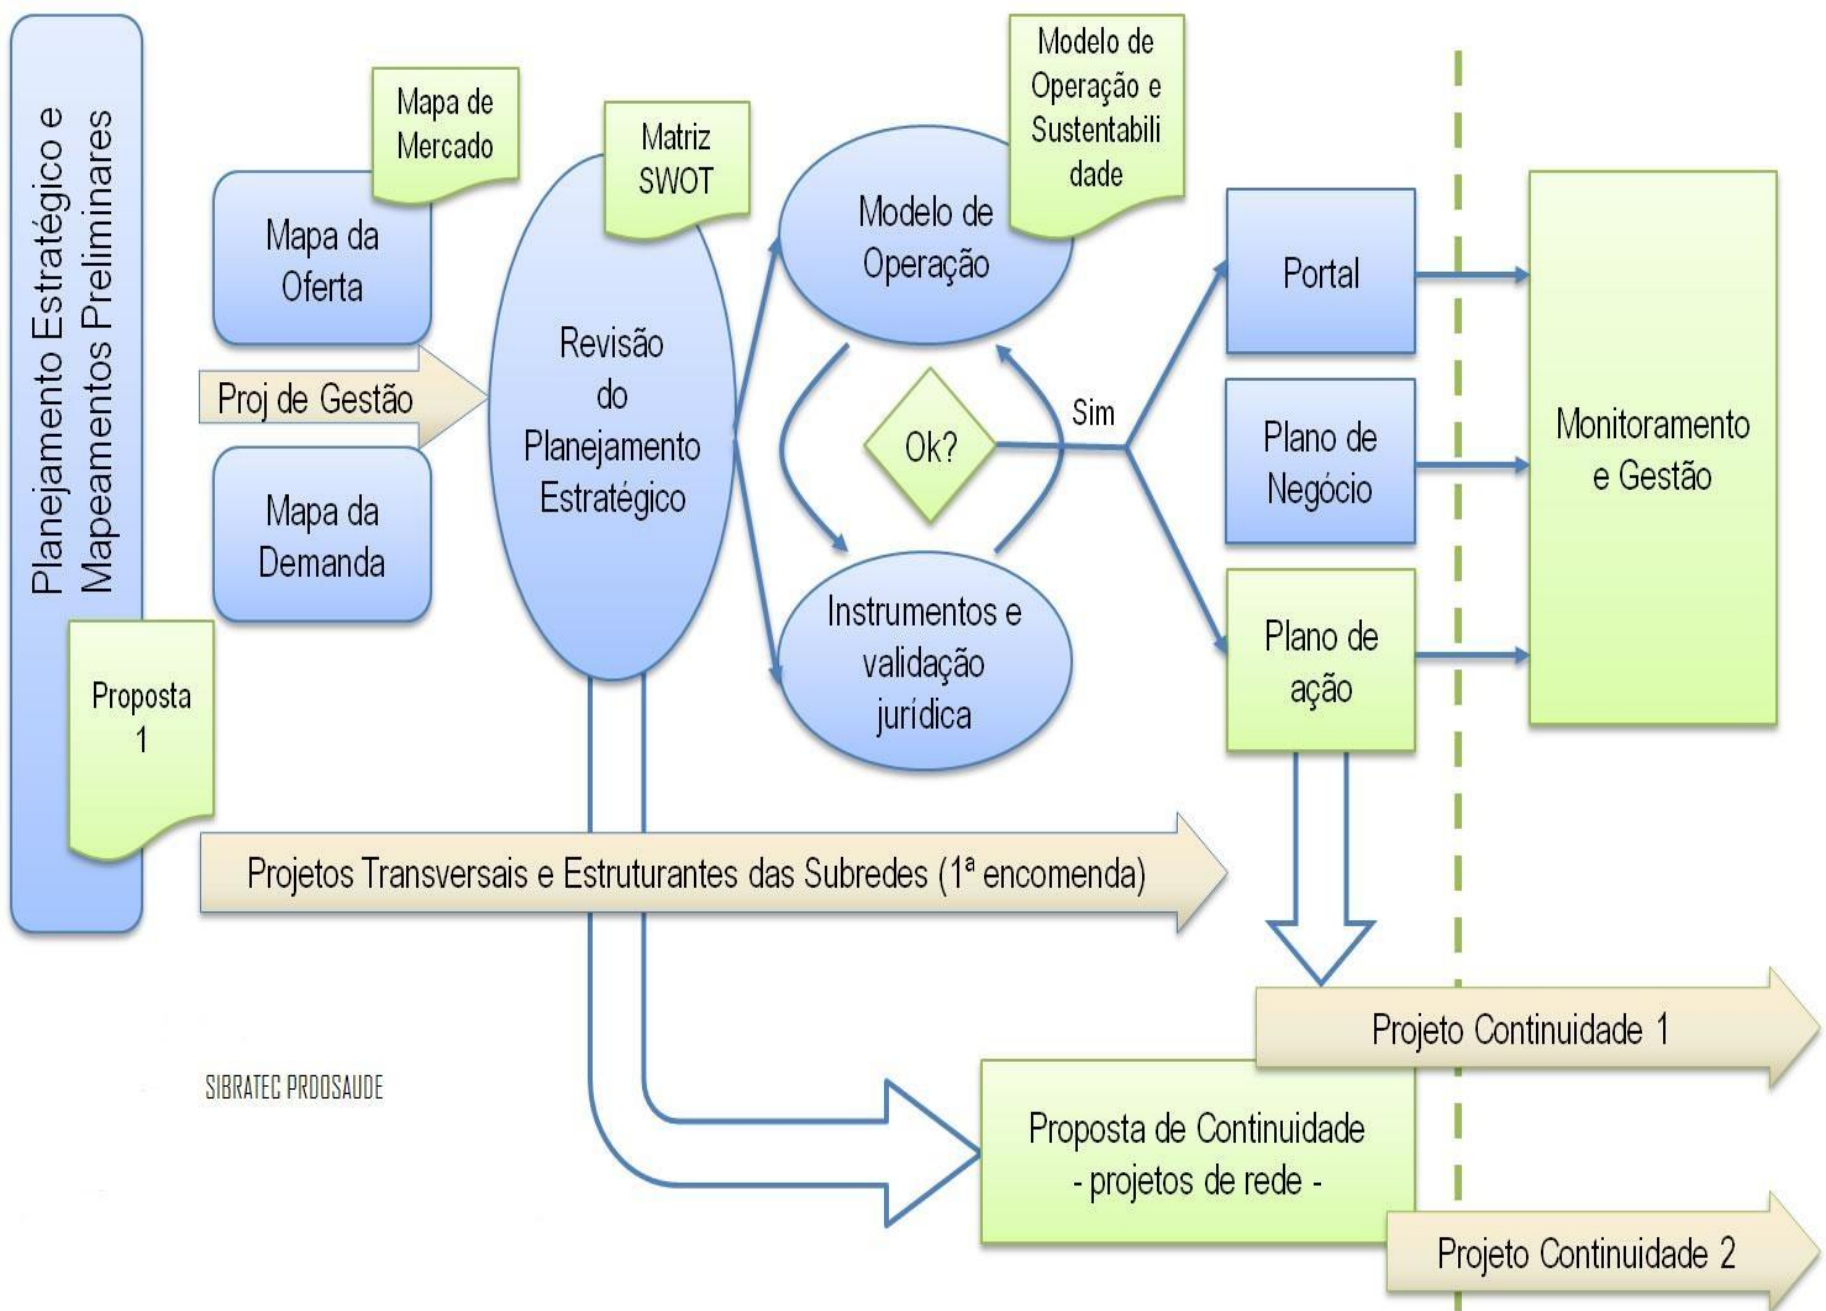 Planejamento Estratégico e
Mapeamentos Preliminares
Proposta
1
Mapa de
Mercado
Mapa da
Oferta
Proj de Gestão
Mapa da
Demanda
Matriz
SWOT
Revisão
do
Planejamento
Estratégico
Modelo de
Operação e
Sustentabili
dade
Modelo de
Operação
Ok?
Sim
Instrumentos e
validação
jurídica
Portal
Plano de
Negócio
Plano de
ação
Monitoramento
e Gestão
Projetos Transversais e Estruturantes das Subredes (1ª encomenda)
Projeto Continuidade 1
SIBRATEC PRDOSAUDE
Proposta de Continuidade
- projetos de rede -
Projeto Continuidade 2